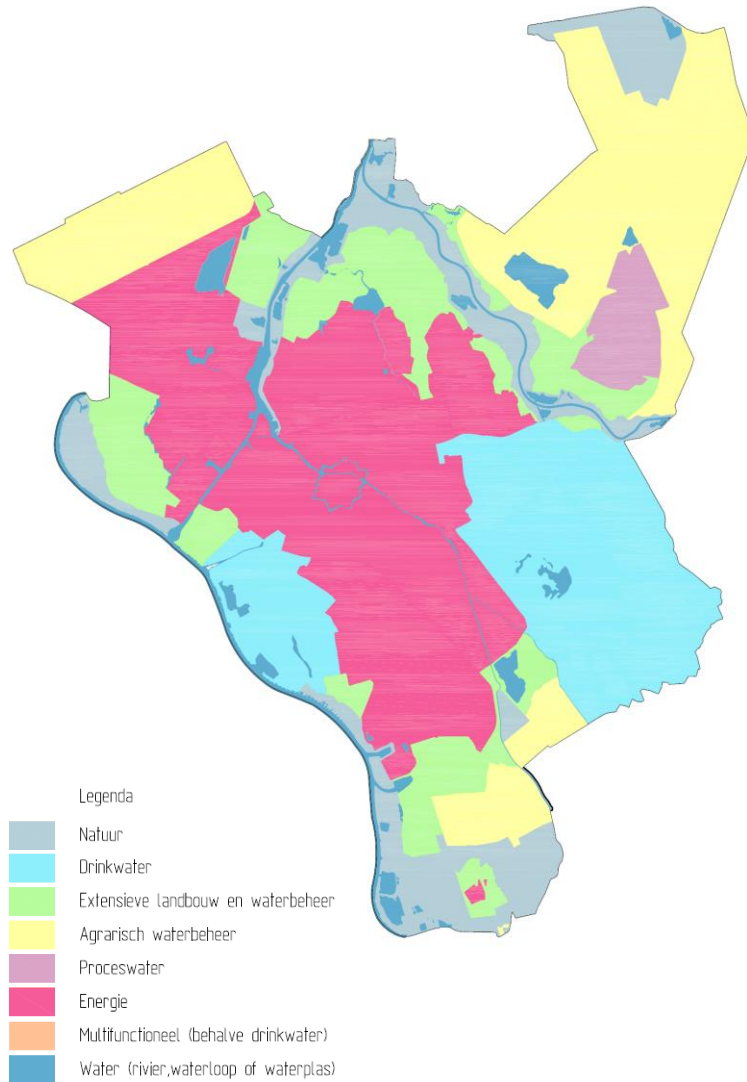 Legenda
Natuur
Drinkwater
Extensieve landbouw en waterbeheer
Agrarisch waterbeheer
Proceswater
Energie
Multifunctioneel (behalve drinkwater)
Water (rivier,waterloop of waterplas)